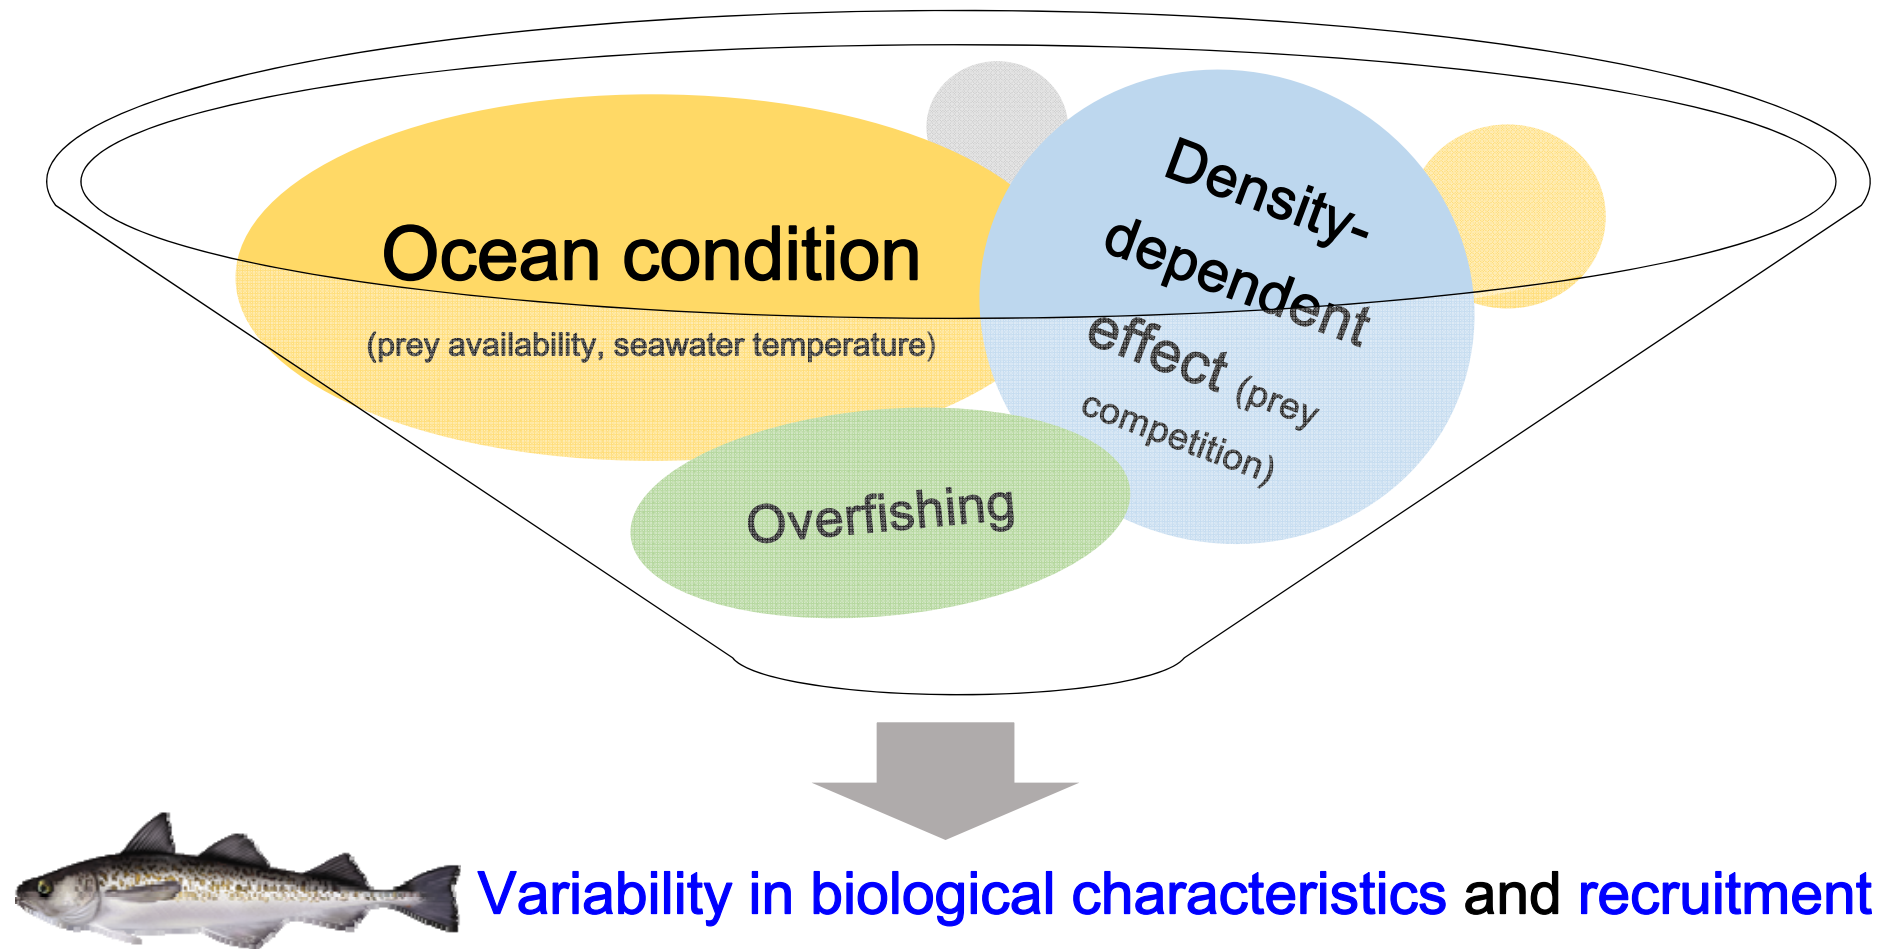 Ocean condition
(prey availability, seawater temperature)
Density-
dependent
effect (prey
competition)
Overfishing
Variability in biological characteristics and recruitment